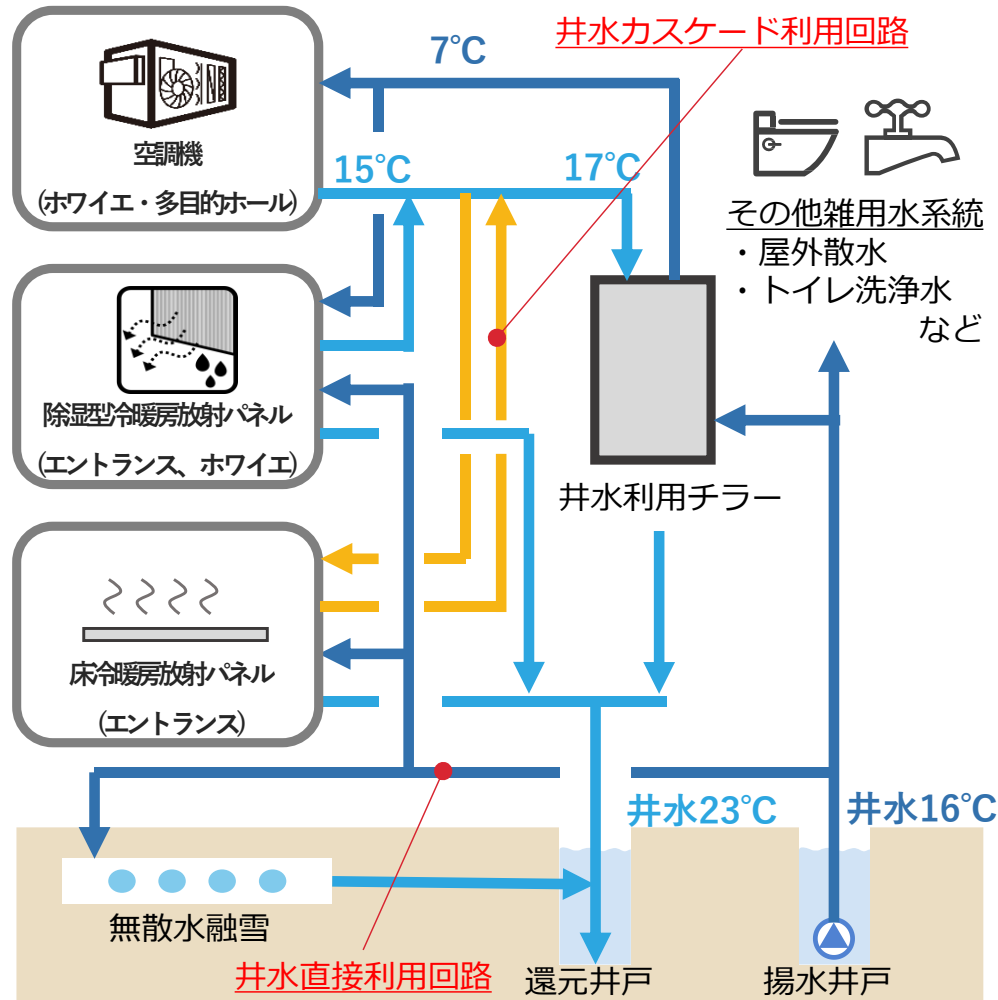 井水カスケード利用回路
7℃
空調機
(ホワイエ・多目的ホール)
15℃
17℃
その他雑用水系統
・屋外散水
・トイレ洗浄水
など
除湿型冷暖房放射パネル
(エントランス、ホワイエ)
井水利用チラー
床冷暖房放射パネル
(エントランス)
井水23℃
井水16℃
無散水融雪
井水直接利用回路
還元井戸
揚水井戸